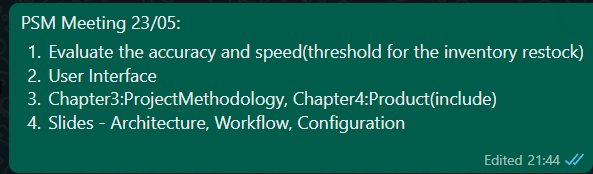 PSM Meeting 23/05:
1. Evaluate the accuracy and speed(threshold for the inventory restock)
2. User Interface
3. Chapter3:ProjectMethodology, Chapter4:Product(include)
4. Slides - Architecture, Workflow, Configuration
Edited 21:44